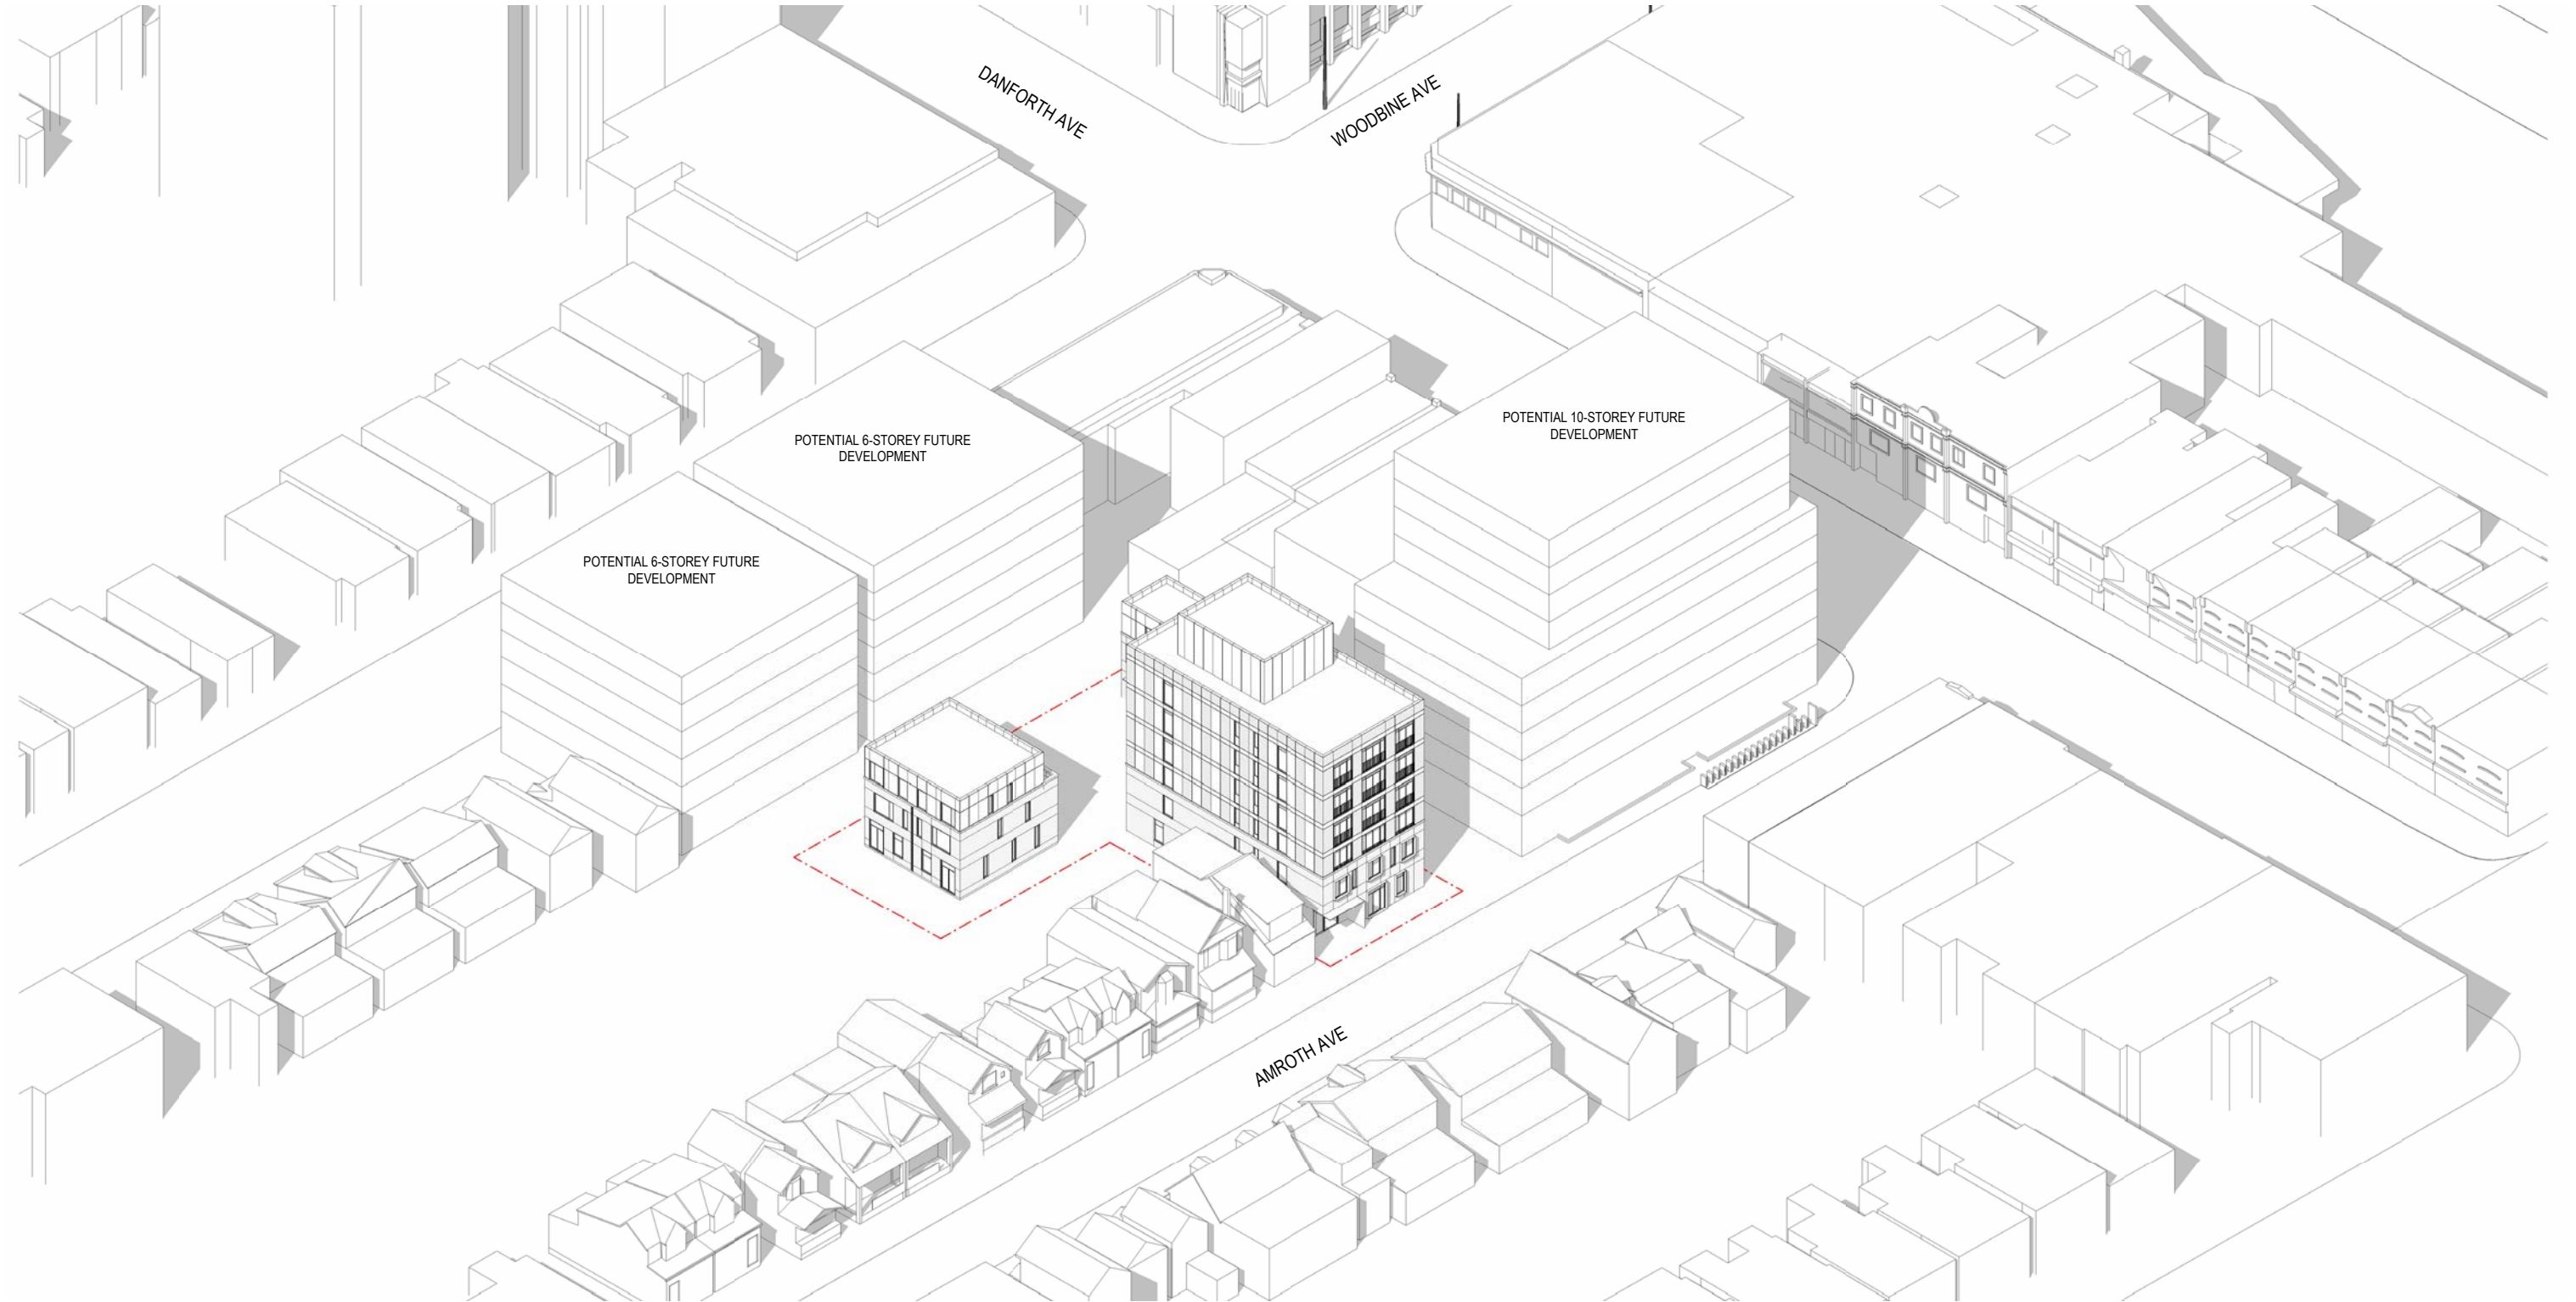 DANFORTH AVE
WOODBINE AVE
POTENTIAL 10-STOREY FUTURE
DEVELOPMENT
POTENTIAL 6-STOREY FUTURE
DEVELOPMENT
POTENTIAL 6-STOREY FUTURE
DEVELOPMENT
AMROTH AVE